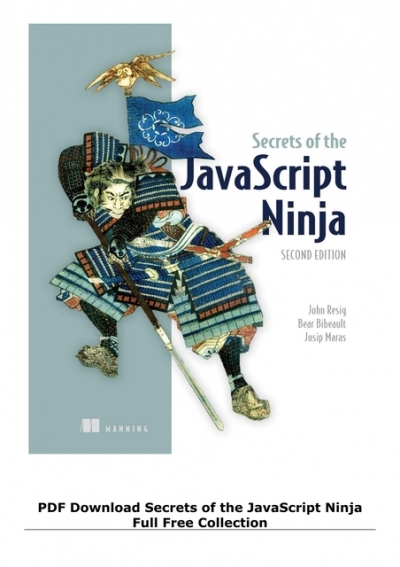 Secrets of the
JavaScript
Ninja
SECOND EDITION
John Resig
Bear Bibeault
Josip Maras
MANNING
PDF Download Secrets of the JavaScript Ninja
Full Free Collection